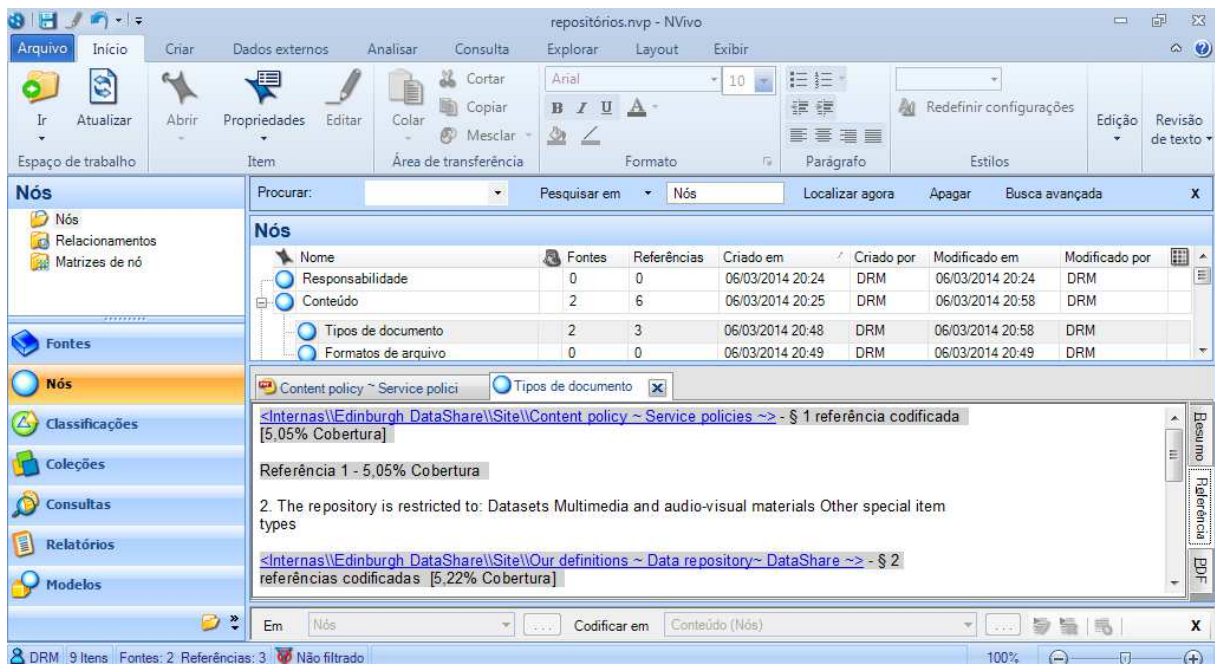 repositórios.nvp - NVivo
Arquivo Início Criar Dados externos Analisar Consulta Explorar Layout Exibir
Ir Atualizar Abrir Propriedades Editar Colar
Cortar
Copiar
Mesclar
Arial 10
B I U A
Redefinir configurações
Edição Revisão de texto
Espaço de trabalho Item Área de transferência Formato Parágrafo Estilos
Nós
Nós
Relacionamentos
Matrizes de nó
Fontes
Nós
Classificações
Coleções
Consultas
Relatórios
Modelos
Procurar: Pesquisar em Nós Localizar agora Apagar Busca avançada X
Nós
Nome Fontes Referências Criado em Criado por Modificado em Modificado por
Responsabilidade 0 0 06/03/2014 20:24 DRM 06/03/2014 20:24 DRM
Conteúdo 2 6 06/03/2014 20:25 DRM 06/03/2014 20:58 DRM
Tipos de documento 2 3 06/03/2014 20:48 DRM 06/03/2014 20:58 DRM
Formatos de arquivo 0 0 06/03/2014 20:49 DRM 06/03/2014 20:49 DRM
Content policy ~ Service polici Tipos de documento
<Internas\\Edinburgh DataShare\\Site\\Content policy ~ Service policies ~> - § 1 referência codificada
[5,05% Cobertura]
Referência 1 - 5,05% Cobertura
2. The repository is restricted to: Datasets Multimedia and audio-visual materials Other special item
types
<Internas\\Edinburgh DataShare\\Site\\Our definitions ~ Data repository~ DataShare ~> - § 2
referências codificadas [5,22% Cobertura]
Resumo
Referência
PDF
Em Nós ... Codificar em Conteúdo (Nós) ... X
DRM 9 Itens Fontes: 2 Referências: 3 Não filtrado 100%